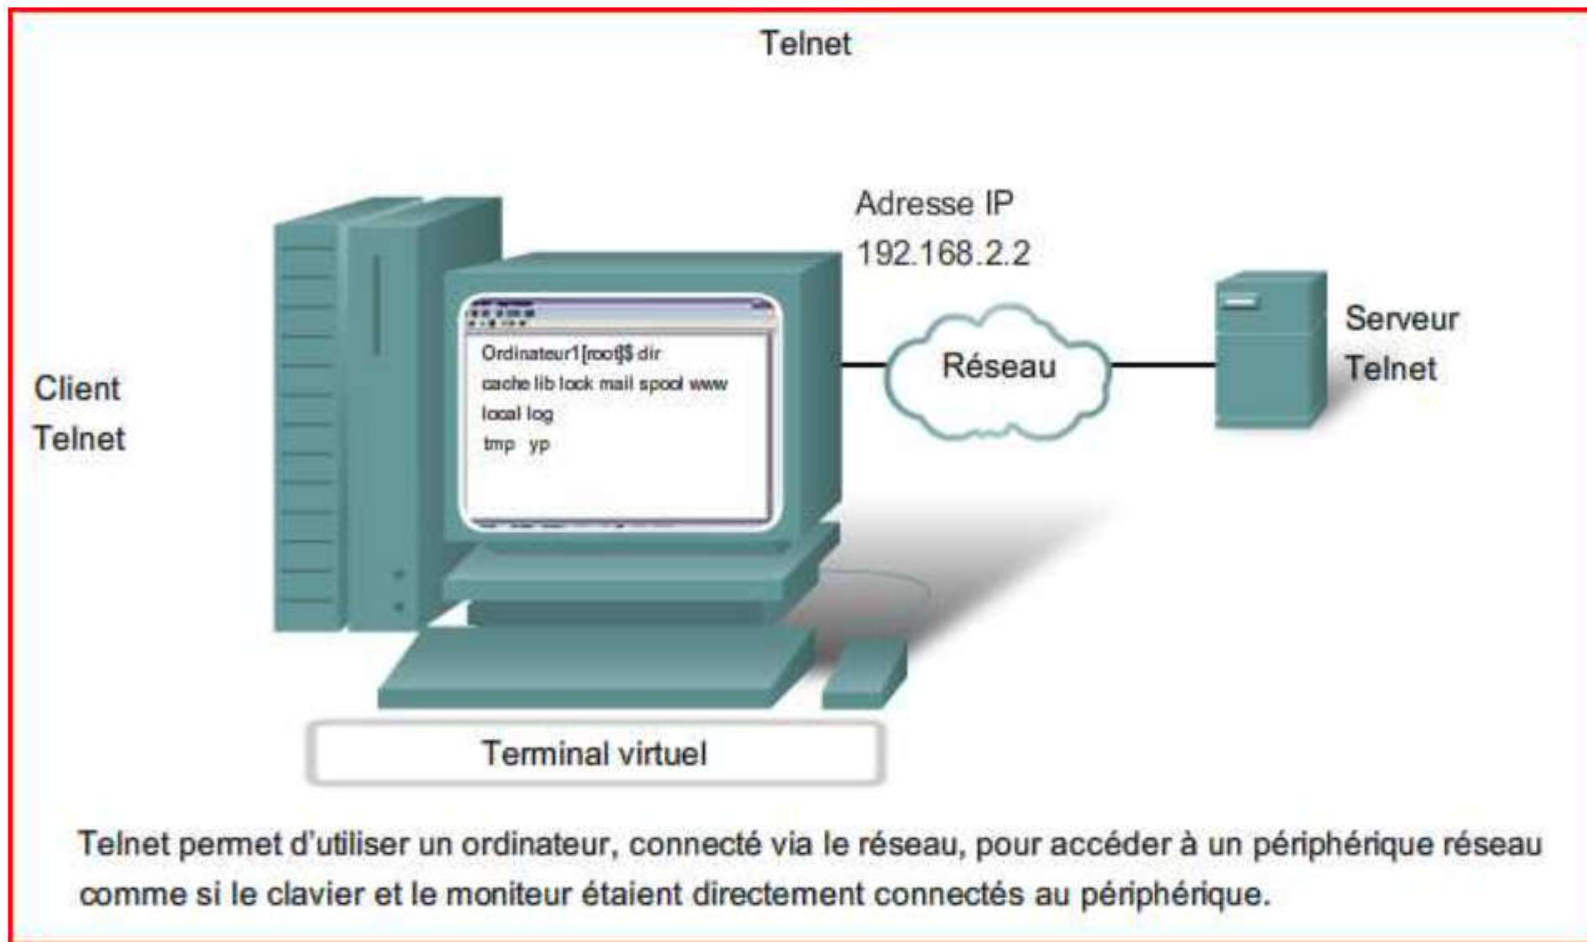 Telnet
Adresse IP
192.168.2.2
Client
Telnet
Ordinateur1[root]$ dir
cache lib lock mail spool www
local log
tmp yp
Réseau
Serveur
Telnet
Terminal virtuel
Telnet permet d'utiliser un ordinateur, connecté via le réseau, pour accéder à un périphérique réseau
comme si le clavier et le moniteur étaient directement connectés au périphérique.